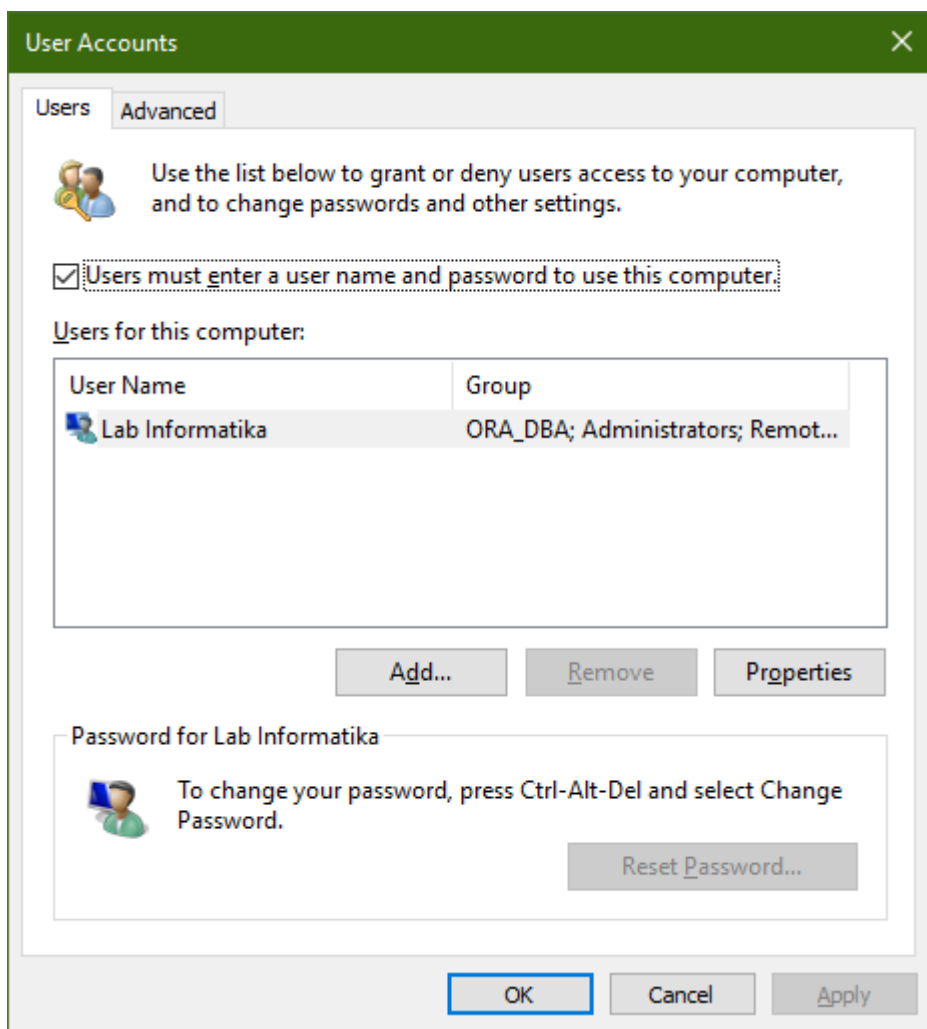 User Accounts
Users
Advanced
Use the list below to grant or deny users access to your computer,
and to change passwords and other settings.
Users must enter a user name and password to use this computer.
Users for this computer:
User Name
Group
Lab Informatika
ORA_DBA; Administrators; Remot...
Add...
Remove
Properties
Password for Lab Informatika
To change your password, press Ctrl-Alt-Del and select Change
Password.
Reset Password...
OK
Cancel
Apply